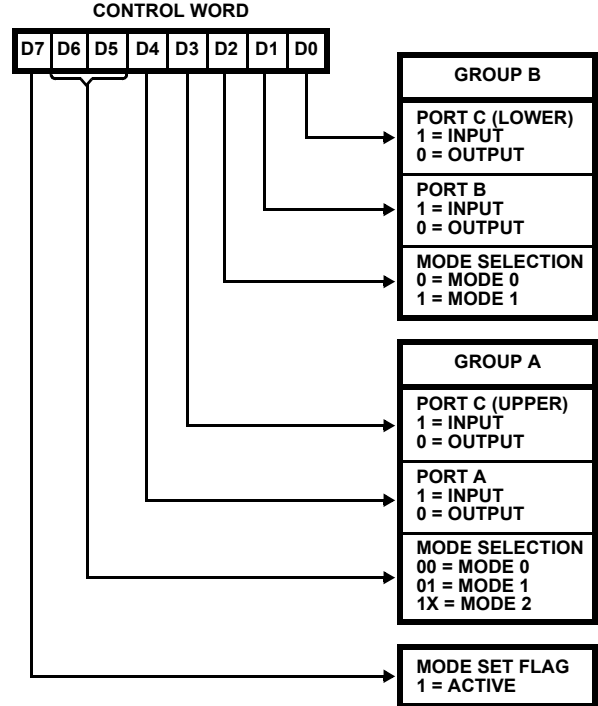 CONTROL WORD
D7 D6 D5 D4 D3 D2 D1 D0
GROUP B
PORT C (LOWER)
1 = INPUT
0 = OUTPUT
PORT B
1 = INPUT
0 = OUTPUT
MODE SELECTION
0 = MODE 0
1 = MODE 1
GROUP A
PORT C (UPPER)
1 = INPUT
0 = OUTPUT
PORT A
1 = INPUT
0 = OUTPUT
MODE SELECTION
00 = MODE 0
01 = MODE 1
1X = MODE 2
MODE SET FLAG
1 = ACTIVE